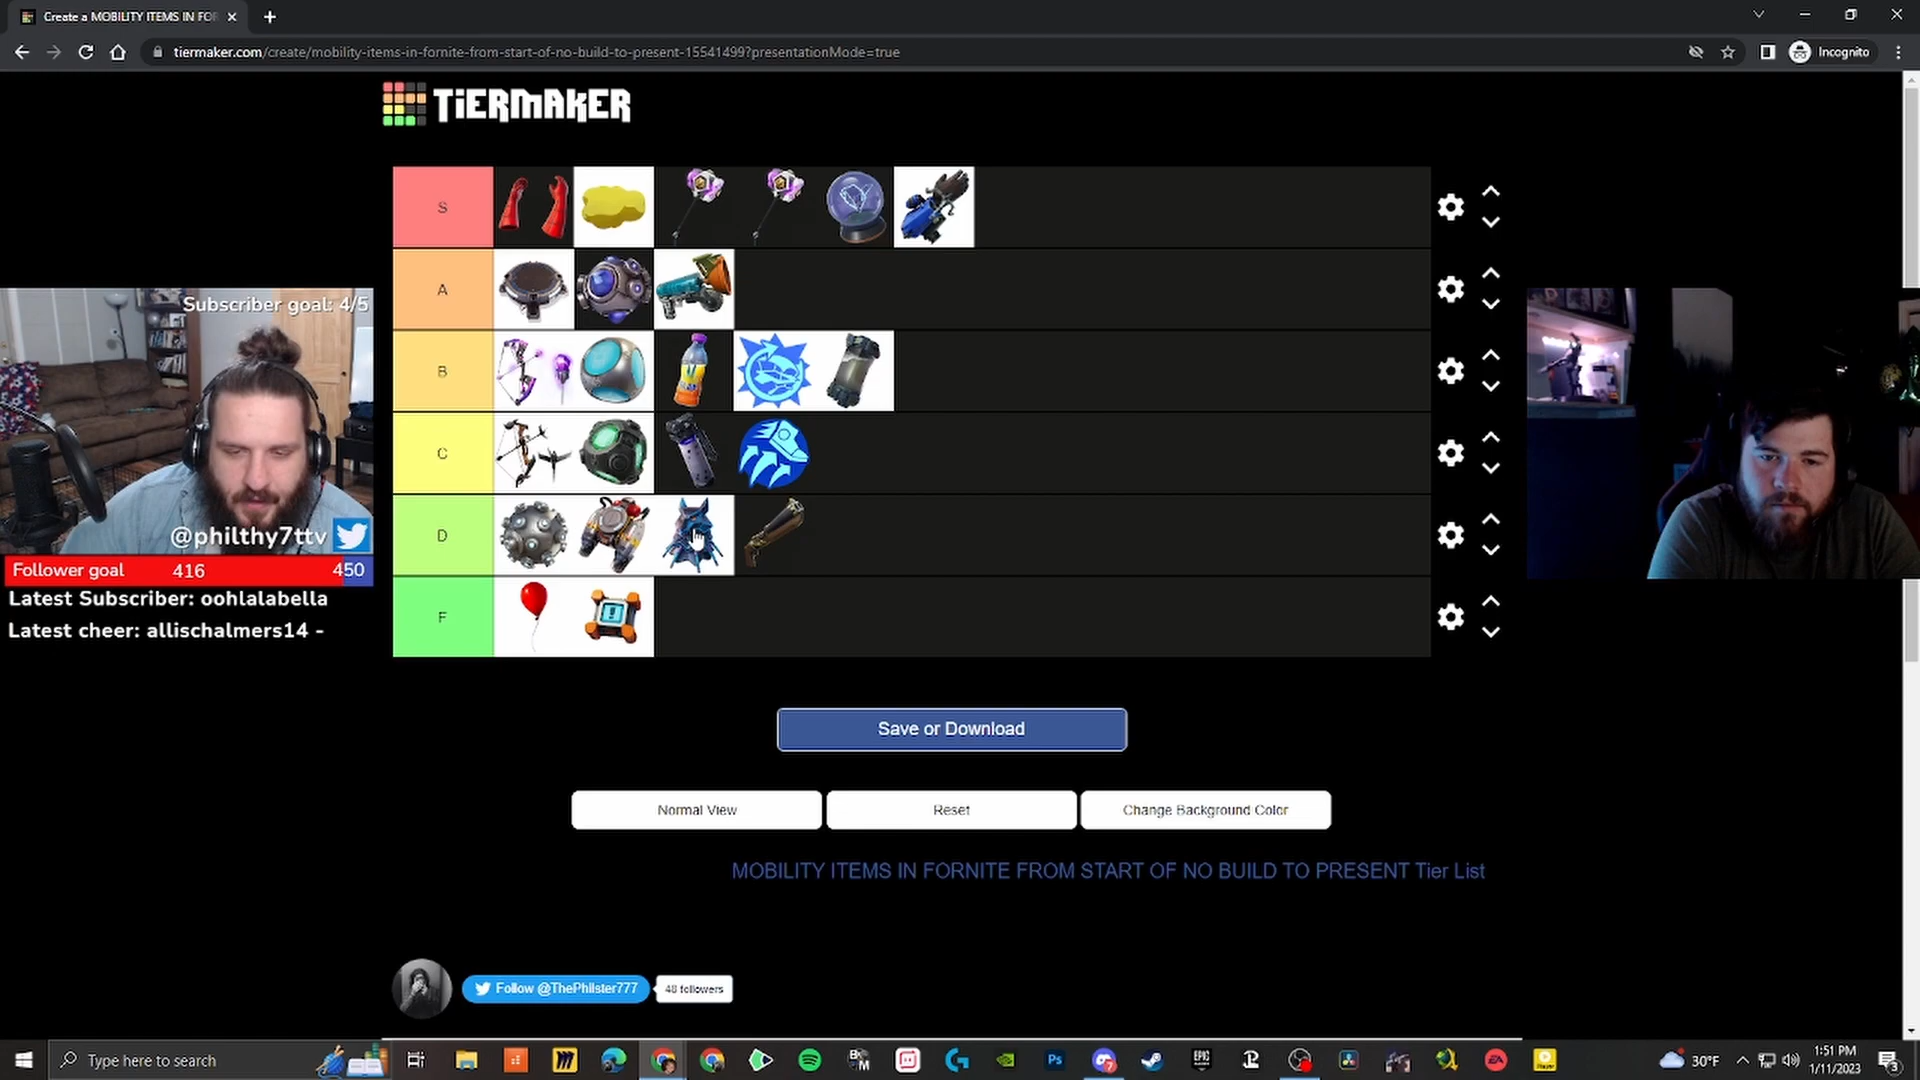 Create a MOBILITY ITEMS IN FOR
tiermaker.com/create/mobility-items-in-fornite-from-start-of-no-build-to-present-15541499?presentationMode=true
Incognito
TiERMAKER
S
A
B
C
D
F
Subscriber goal: 4/5
@philthy7ttv
Follower goal 416 450
Latest Subscriber: oohlalabella
Latest cheer: allischalmers14 -
Save or Download
Normal View
Reset
Change Background Color
MOBILITY ITEMS IN FORNITE FROM START OF NO BUILD TO PRESENT Tier List
Follow @ThePhilster777
48 followers
Type here to search
Ps
EPIC
EA
30°F
1:51 PM
1/11/2023
3